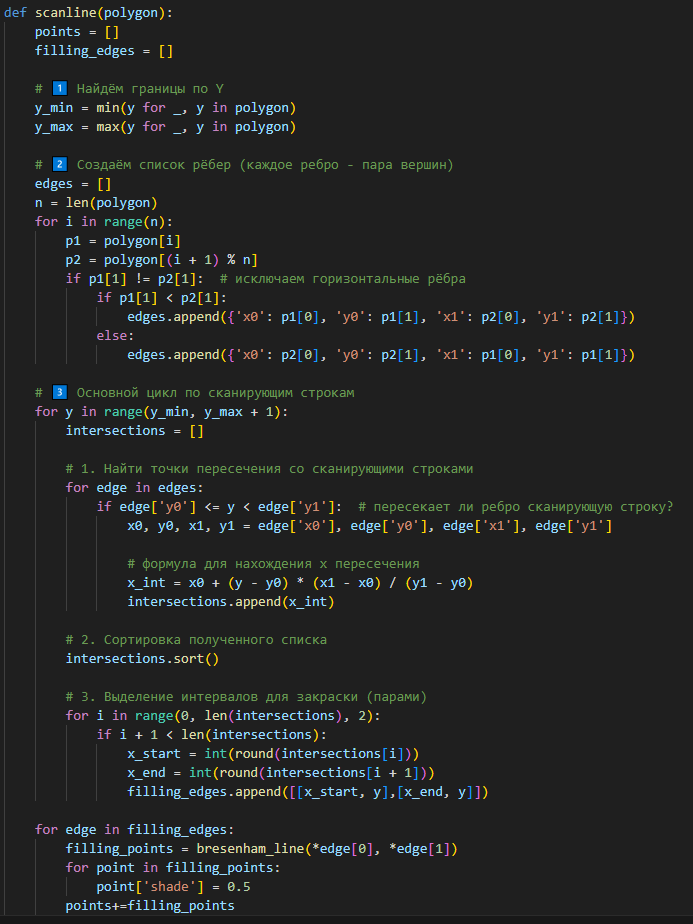 def scanline(polygon):
    points = []
    filling_edges = []

    # 1️⃣ Найдём границы по Y
    y_min = min(y for _, y in polygon)
    y_max = max(y for _, y in polygon)

    # 2️⃣ Создаём список рёбер (каждое ребро - пара вершин)
    edges = []
    n = len(polygon)
    for i in range(n):
        p1 = polygon[i]
        p2 = polygon[(i + 1) % n]
        if p1[1] != p2[1]:  # исключаем горизонтальные рёбра
            if p1[1] < p2[1]:
                edges.append({'x0': p1[0], 'y0': p1[1], 'x1': p2[0], 'y1': p2[1]})
            else:
                edges.append({'x0': p2[0], 'y0': p2[1], 'x1': p1[0], 'y1': p1[1]})

    # 3️⃣ Основной цикл по сканирующим строкам
    for y in range(y_min, y_max + 1):
        intersections = []

        # 1. Найти точки пересечения со сканирующими строками
        for edge in edges:
            if edge['y0'] <= y < edge['y1']:  # пересекает ли ребро сканирующую строку?
                x0, y0, x1, y1 = edge['x0'], edge['y0'], edge['x1'], edge['y1']

                # формула для нахождения x пересечения
                x_int = x0 + (y - y0) * (x1 - x0) / (y1 - y0)
                intersections.append(x_int)

        # 2. Сортировка полученного списка
        intersections.sort()

        # 3. Выделение интервалов для закраски (парами)
        for i in range(0, len(intersections), 2):
            if i + 1 < len(intersections):
                x_start = int(round(intersections[i]))
                x_end = int(round(intersections[i + 1]))
                filling_edges.append([[x_start, y],[x_end, y]])

    for edge in filling_edges:
        filling_points = bresenham_line(*edge[0], *edge[1])
        for point in filling_points:
            point['shade'] = 0.5
        points+=filling_points